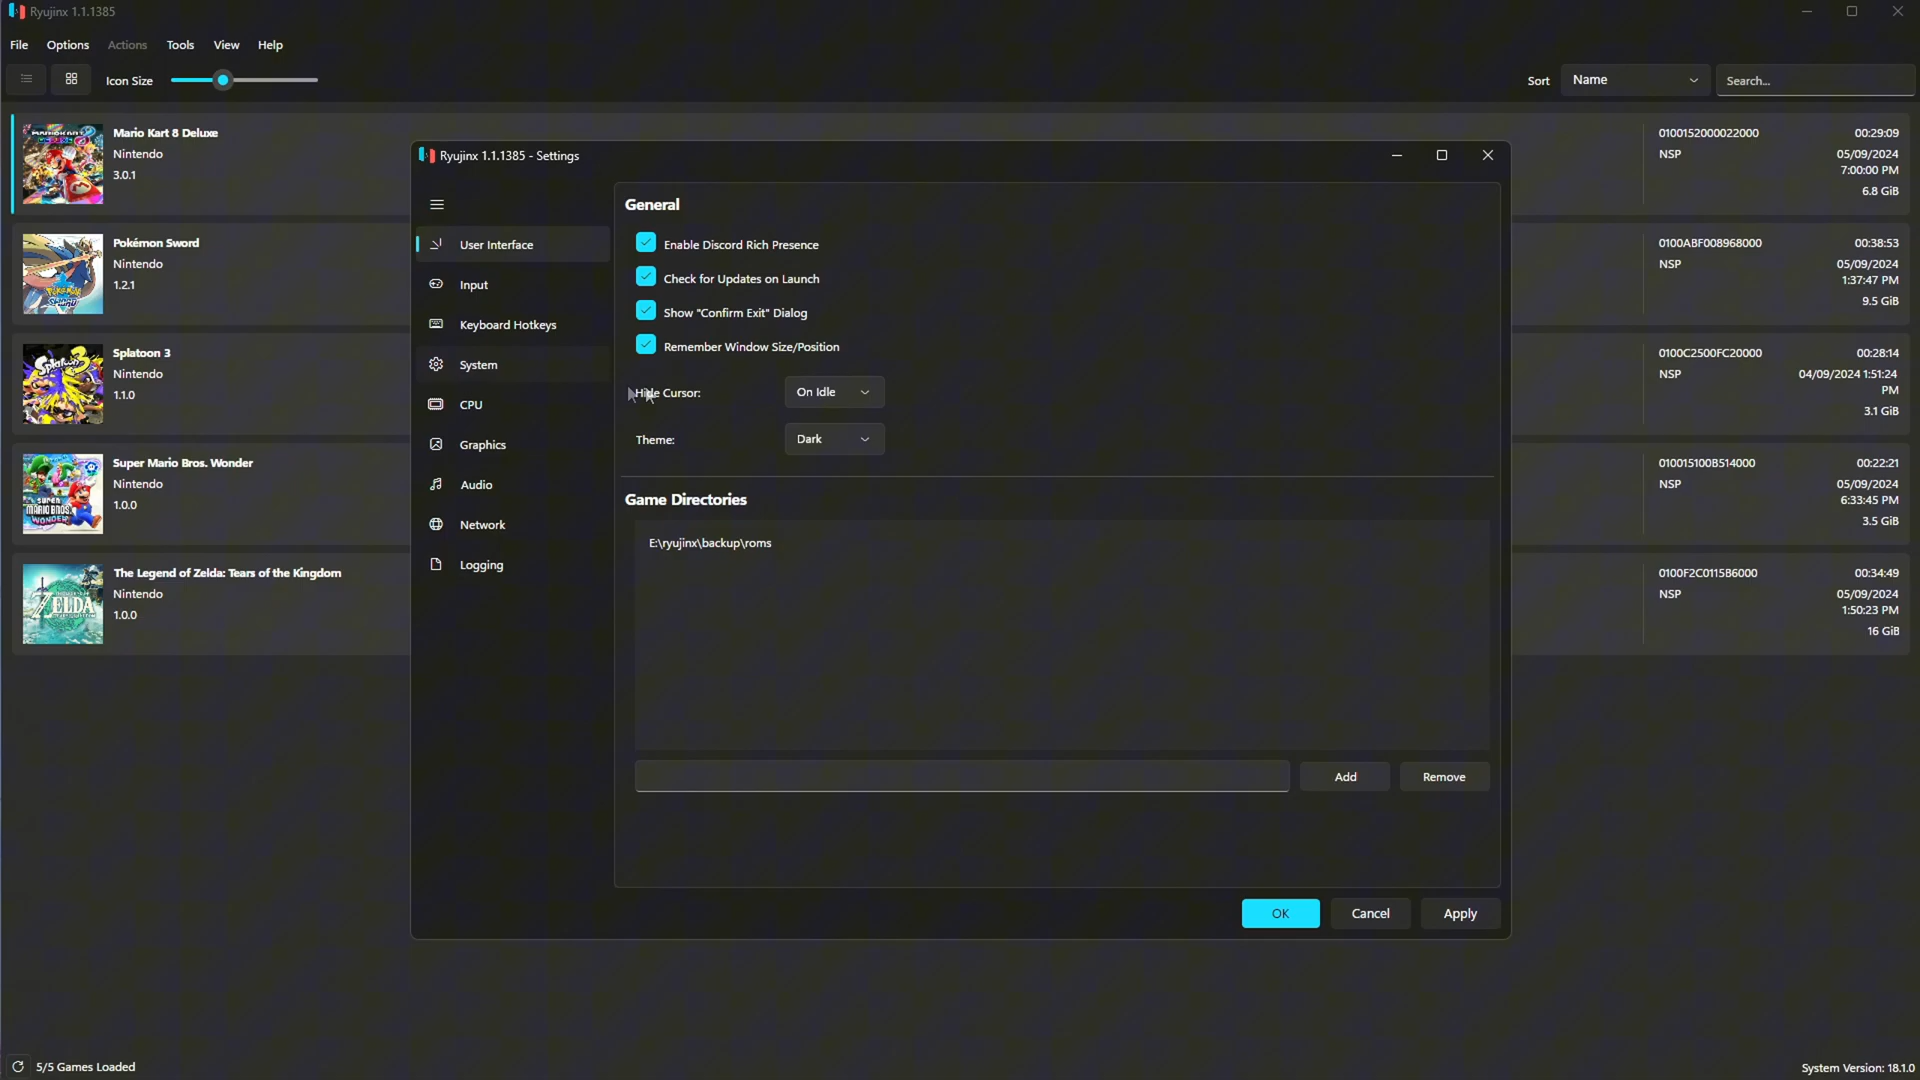 Ryujinx 1.1.1385
File Options Actions Tools View Help
Icon Size
Sort Name Search...
Mario Kart 8 Deluxe
Nintendo
3.0.1
0100152000022000
NSP
00:29:09
05/09/2024
7:00:00 PM
6.8 GiB
Pokémon Sword
Nintendo
1.2.1
0100ABF008968000
NSP
00:38:53
05/09/2024
1:37:47 PM
9.5 GiB
Splatoon 3
Nintendo
1.1.0
0100C2500FC20000
NSP
00:28:14
04/09/2024 1:51:24
PM
3.1 GiB
Super Mario Bros. Wonder
Nintendo
1.0.0
010015100B514000
NSP
00:22:21
05/09/2024
6:33:45 PM
3.5 GiB
The Legend of Zelda: Tears of the Kingdom
Nintendo
1.0.0
0100F2C0115B6000
NSP
00:34:49
05/09/2024
1:50:23 PM
16 GiB
Ryujinx 1.1.1385 - Settings
User Interface
Input
Keyboard Hotkeys
System
CPU
Graphics
Audio
Network
Logging
General
Enable Discord Rich Presence
Check for Updates on Launch
Show "Confirm Exit" Dialog
Remember Window Size/Position
Hide Cursor: On Idle
Theme: Dark
Game Directories
E:\ryujinx\backup\roms
Add Remove
OK Cancel Apply
5/5 Games Loaded
System Version: 18.1.0